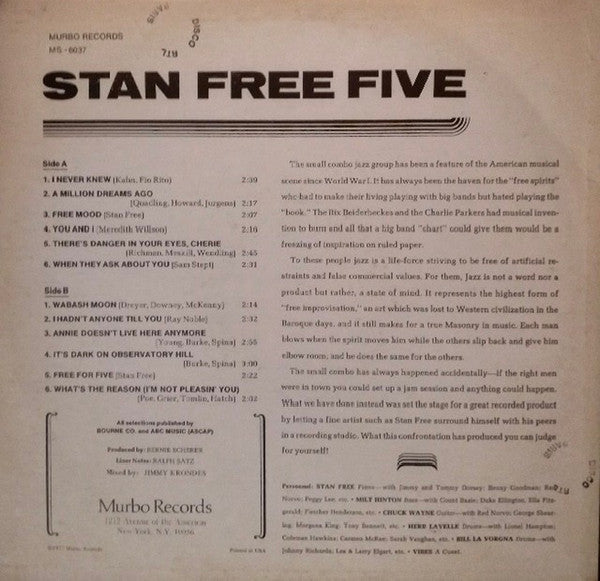 MURBO RECORDS
MS - 6037
DISCO
PARIS
RTL
STAN FREE FIVE
Side A
1. I NEVER KNEW (Kahn, Fio Rito) 2:39
2. A MILLION DREAMS AGO
(Quadling, Howard, Jurgens) 2:17
3. FREE MOOD (Stan Free) 2:07
4. YOU AND I (Meredith Willson) 2:16
5. THERE'S DANGER IN YOUR EYES, CHERIE
(Richman, Meskill, Wendling) 2:45
6. WHEN THEY ASK ABOUT YOU (Sam Stept) 2:31
Side B
1. WABASH MOON (Dreyer, Downey, McKenny) 2:14
2. I HADN'T ANYONE TILL YOU (Ray Noble) 2:32
3. ANNIE DOESN'T LIVE HERE ANYMORE
(Young, Burke, Spina) 2:55
4. IT'S DARK ON OBSERVATORY HILL
(Burke, Spina) 3:00
5. FREE FOR FIVE (Stan Free) 2:22
6. WHAT'S THE REASON (I'M NOT PLEASIN' YOU)
(Poe, Grier, Tomlin, Hatch) 2:02
All selections published by
BOURNE CO. and ABC MUSIC (ASCAP)
Produced by: BERNIE SCHERER
Liner Notes: RALPH SATZ
Mixed by: JIMMY KRONDES
Murbo Records
1212 Avenue of the Americas
New York, N.Y. 10036
Murbo Records
Printed in USA
The small combo jazz group has been a feature of the American musical
scene since World War I. It has always been the haven for the "free spirits"
who had to make their living playing with big bands but hated playing the
"book." The Bix Beiderbeckes and the Charlie Parkers had musical inven-
tion to burn and all that a big band "chart" could give them would be a
freezing of inspiration on ruled paper.
To these people jazz is a life-force striving to be free of artificial re-
straints and false commercial values. For them, Jazz is not a word nor a
product but rather, a state of mind. It represents the highest form of
"free improvisation," an art which was lost to Western civilization in the
Baroque days, and it still makes for a true Masonry in music. Each man
blows when the spirit moves him while the others slip back and give him
elbow room; and he does the same for the others.
The small combo has always happened accidentally—if the right men
were in town you could set up a jam session and anything could happen.
What we have done instead was set the stage for a great recorded product
by letting a fine artist such as Stan Free surround himself with his peers
in a recording studio. What this confrontation has produced you can judge
for yourself!
PARIS
DISCO
RTL
Personnel: STAN FREE Piano—with Jimmy and Tommy Dorsey; Benny Goodman; Red
Norvo; Peggy Lee, etc. • MILT HINTON Bass—with Count Basie; Duke Ellington, Ella Fitz-
gerald; Fletcher Henderson, etc. • CHUCK WAYNE Guitar—with Red Norvo; George Shear-
ing, Morgana King; Tony Bennett, etc. • HERB LAVELLE Drums—with Lionel Hampton;
Coleman Hawkins; Carmen McRae; Sarah Vaughan, etc. • BILL LA VORGNA Drums—with
Johnny Richards; Les & Larry Elgart, etc. • VIBES A Guest.